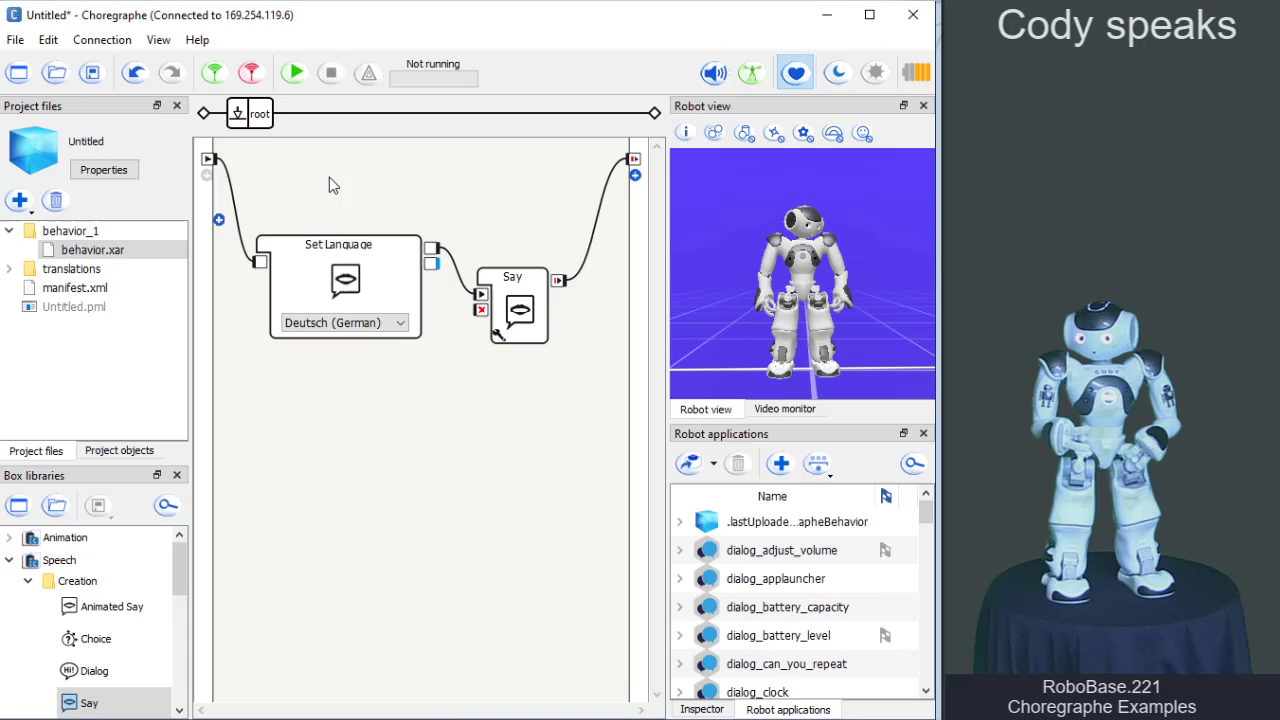 Untitled* - Choregraphe (Connected to 169.254.119.6)
Cody speaks
File Edit Connection View Help
Not running
Project files
root
Robot view
Untitled
Properties
behavior_1
behavior.xar
translations
manifest.xml
Untitled.pml
Set Language
Deutsch (German)
Say
CODY
Robot view
Video monitor
Robot applications
Project files
Project objects
Box libraries
Name
Animation
.lastUploade...apheBehavior
Speech
dialog_adjust_volume
Creation
dialog_applauncher
Animated Say
dialog_battery_capacity
Choice
dialog_battery_level
Hi!
Dialog
dialog_can_you_repeat
Say
dialog_clock
Inspector
Robot applications
RoboBase.221
Choregraphe Examples